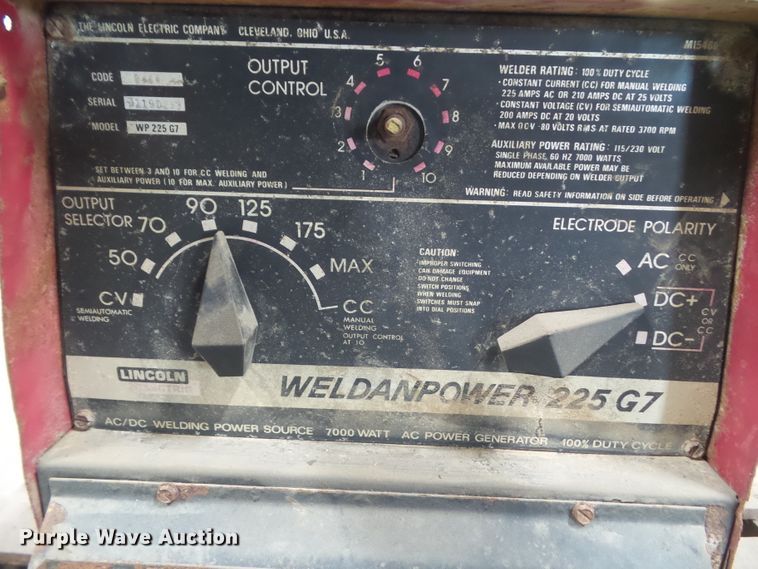 THE LINCOLN ELECTRIC COMPANY CLEVELAND, OHIO U.S.A.
CODE
SERIAL
MODEL WP 225 G7
OUTPUT
CONTROL
1
2
3
4
5
6
7
8
9
10
SET BETWEEN 3 AND 10 FOR CC WELDING AND
AUXILIARY POWER (10 FOR MAX. AUXILIARY POWER)
WELDER RATING: 100% DUTY CYCLE
• CONSTANT CURRENT (CC) FOR MANUAL WELDING
225 AMPS AC OR 210 AMPS DC AT 25 VOLTS
• CONSTANT VOLTAGE (CV) FOR SEMIAUTOMATIC WELDING
200 AMPS DC AT 20 VOLTS
• MAX OCV - 80 VOLTS RMS AT RATED 3700 RPM
AUXILIARY POWER RATING: 115/230 VOLT
SINGLE PHASE, 60 HZ 7000 WATTS
MAXIMUM AVAILABLE POWER MAY BE
REDUCED DEPENDING ON WELDER OUTPUT
WARNING: READ SAFETY INFORMATION ON SIDE BEFORE OPERATING
OUTPUT
SELECTOR
CV
SEMIAUTOMATIC
WELDING
50
70
90
125
175
MAX
CC
MANUAL
WELDING
OUTPUT CONTROL
AT 10
CAUTION:
IMPROPER SWITCHING
CAN DAMAGE EQUIPMENT
DO NOT CHANGE
SWITCH POSITIONS
WHEN WELDING
SWITCHES MUST SNAP
INTO DIAL POSITIONS
ELECTRODE POLARITY
AC CC
ONLY
DC+
CV
OR
CC
DC-
LINCOLN
ELECTRIC
WELDANPOWER 225 G7
AC/DC WELDING POWER SOURCE 7000 WATT AC POWER GENERATOR 100% DUTY CYCLE
Purple Wave Auction